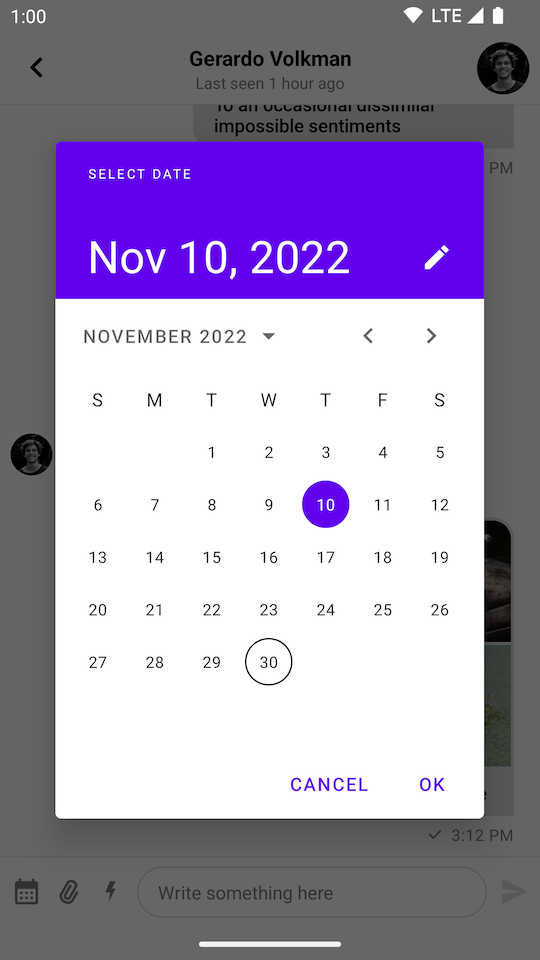 1:00
LTE
Gerardo Volkman
Last seen 1 hour ago
To an occasional dissimilar
impossible sentiments
PM
SELECT DATE
Nov 10, 2022
NOVEMBER 2022
S M T W T F S
1 2 3 4 5
6 7 8 9 10 11 12
13 14 15 16 17 18 19
20 21 22 23 24 25 26
27 28 29 30
CANCEL OK
e
3:12 PM
Write something here